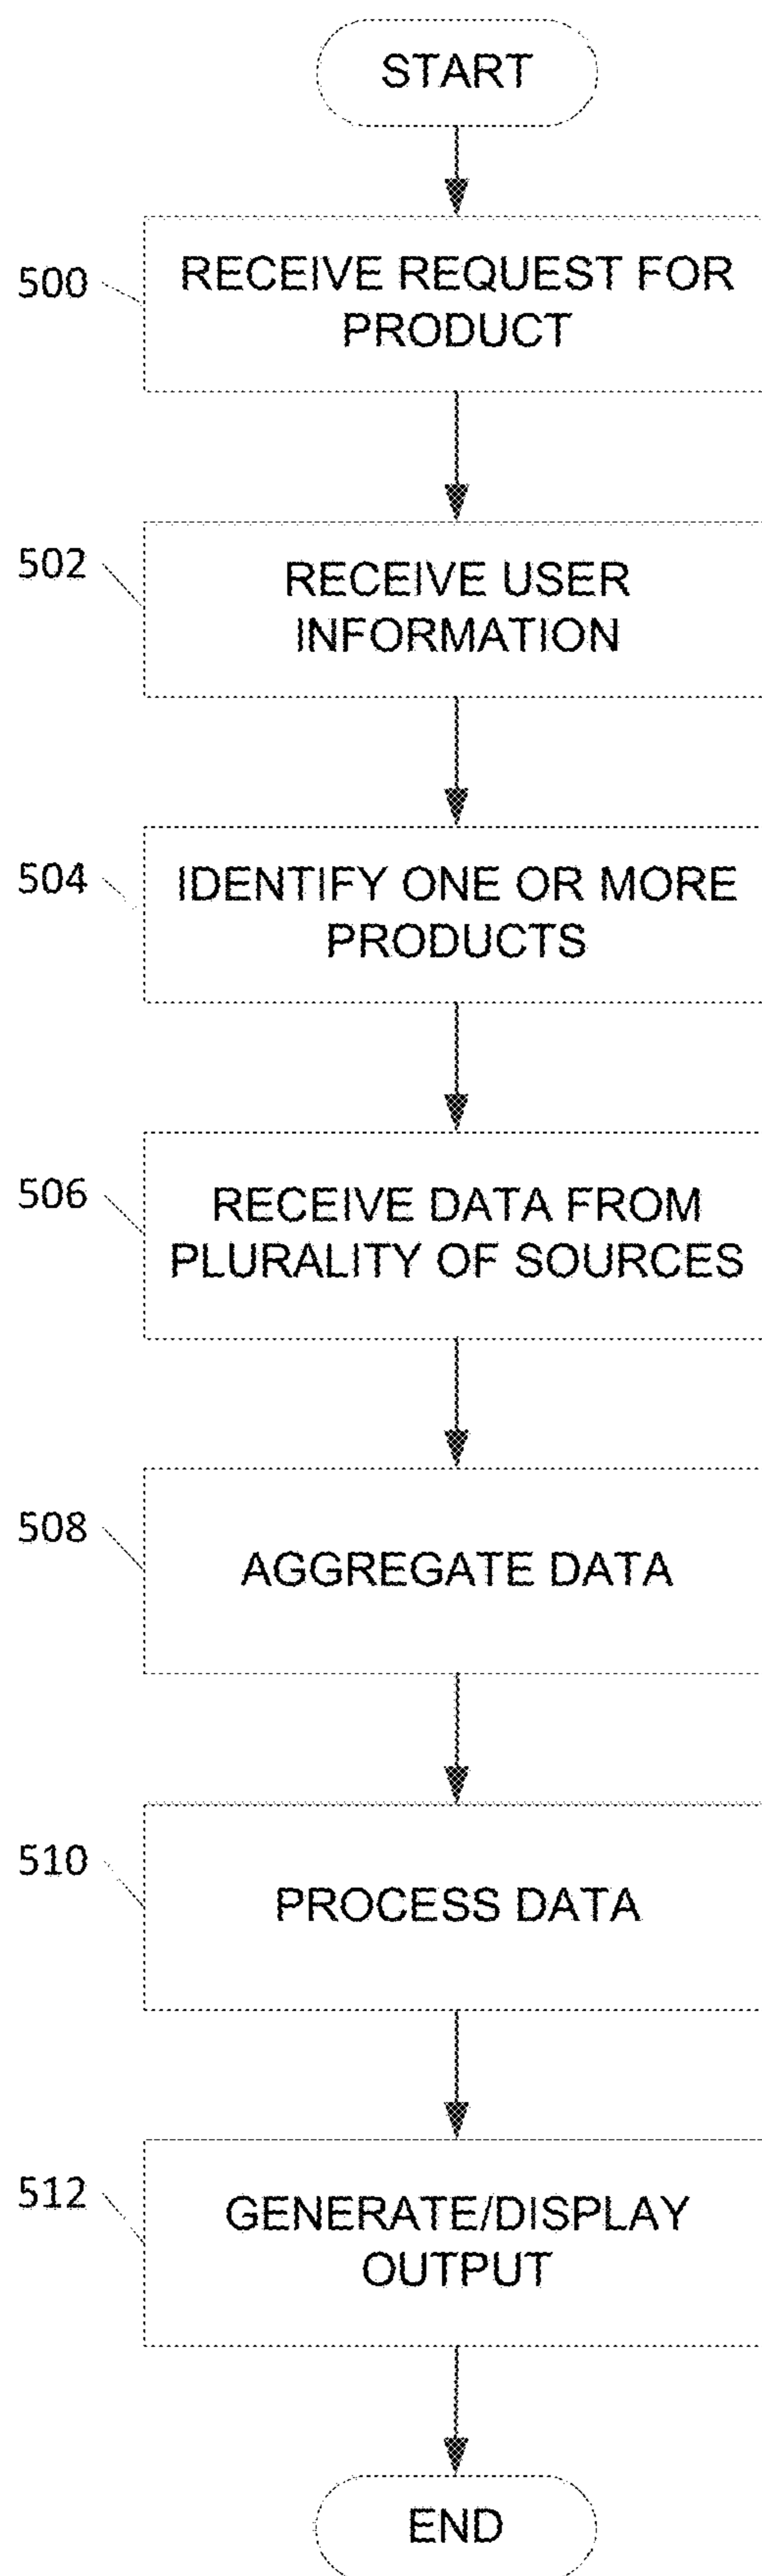 START
500
RECEIVE REQUEST FOR
PRODUCT
502
RECEIVE USER
INFORMATION
504
IDENTIFY ONE OR MORE
PRODUCTS
506
RECEIVE DATA FROM
PLURALITY OF SOURCES
508
AGGREGATE DATA
510
PROCESS DATA
512
GENERATE/DISPLAY
OUTPUT
END